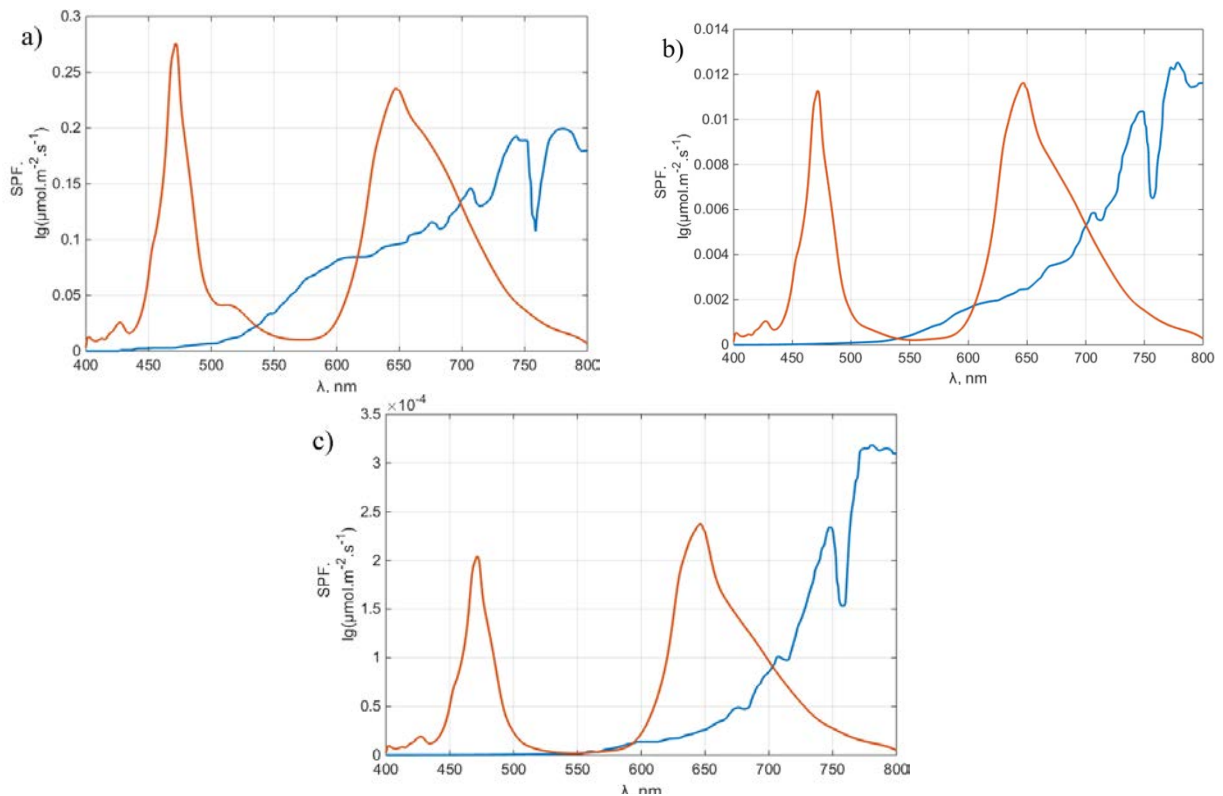 a)
0.3
0.25
0.2
0.15
0.1
0.05
0
SPF.
lg(μmol.m⁻².s⁻¹)
400 450 500 550 600 650 700 750 800
λ, nm
b)
0.014
0.012
0.01
0.008
0.006
0.004
0.002
0
SPF.
lg(μmol.m⁻².s⁻¹)
400 450 500 550 600 650 700 750 800
λ, nm
c)
×10⁻⁴
3.5
3
2.5
2
1.5
1
0.5
0
SPF.
lg(μmol.m⁻².s⁻¹)
400 450 500 550 600 650 700 750 800
λ, nm